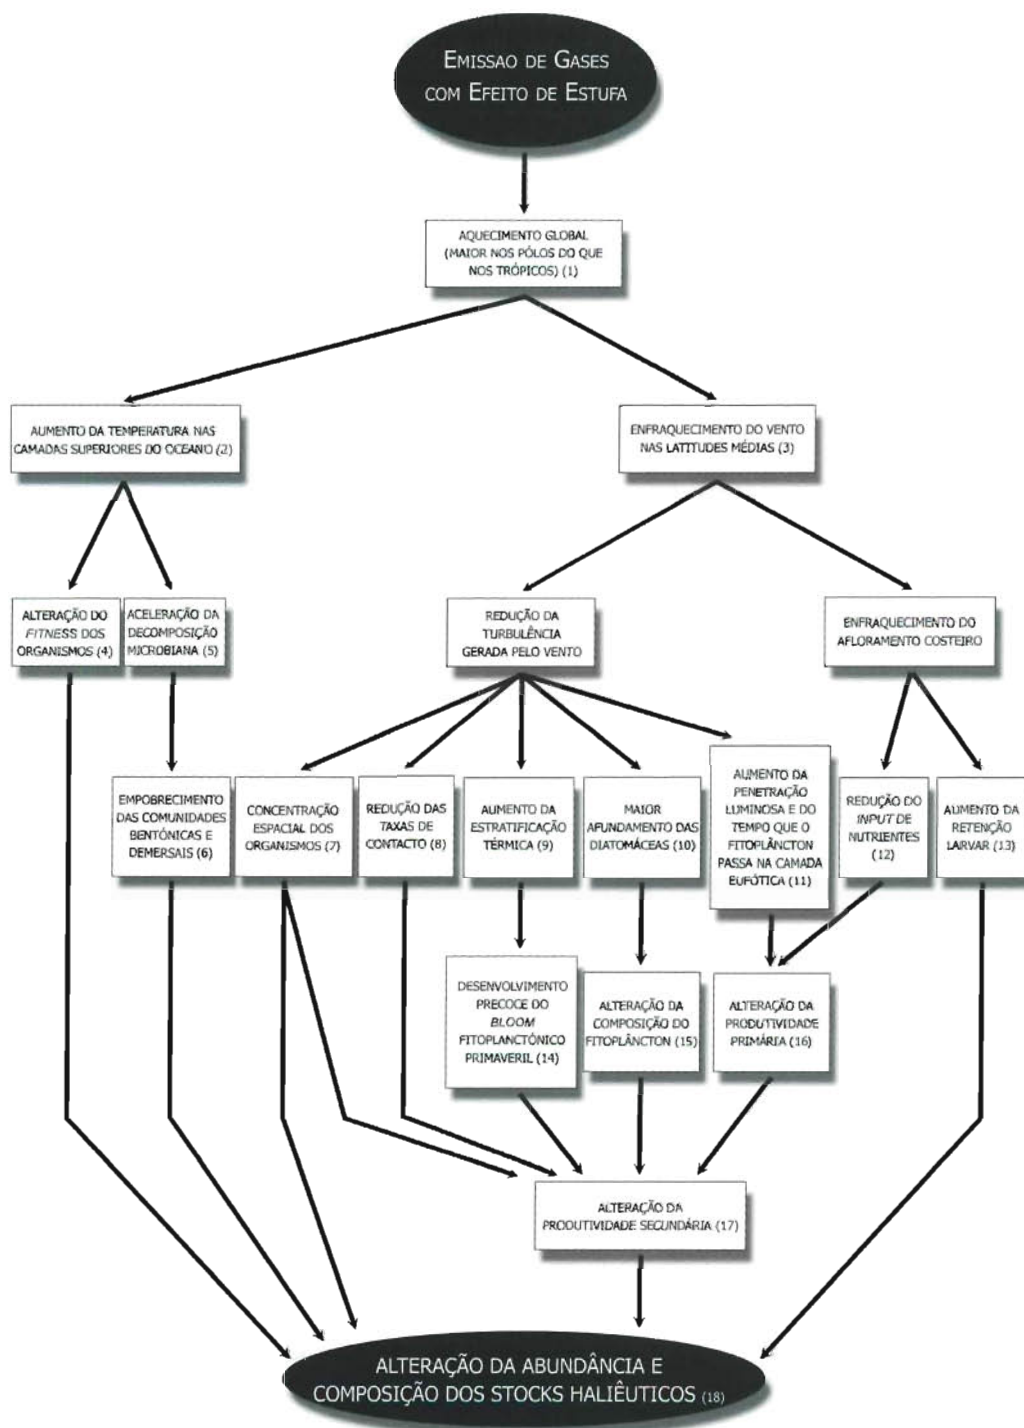 EMISSAO DE GASES
COM EFEITO DE ESTUFA
AQUECIMENTO GLOBAL
(MAIOR NOS PÓLOS DO QUE
NOS TRÓPICOS) (1)
AUMENTO DA TEMPERATURA NAS
CAMADAS SUPERIORES DO OCEANO (2)
ENFRAQUECIMENTO DO VENTO
NAS LATITUDES MÉDIAS (3)
ALTERAÇÃO DO
FITNESS DOS
ORGANISMOS (4)
ACELERAÇÃO DA
DECOMPOSIÇÃO
MICROBIANA (5)
REDUÇÃO DA
TURBULÊNCIA
GERADA PELO VENTO
ENFRAQUECIMENTO DO
AFLORAMENTO COSTEIRO
EMPOBRECIMENTO
DAS COMUNIDADES
BENTÓNICAS E
DEMERSAIS (6)
CONCENTRAÇÃO
ESPACIAL DOS
ORGANISMOS (7)
REDUÇÃO DAS
TAXAS DE
CONTACTO (8)
AUMENTO DA
ESTRATIFICAÇÃO
TÉRMICA (9)
MAIOR
AFUNDAMENTO DAS
DIATOMÁCEAS (10)
AUMENTO DA
PENETRAÇÃO
LUMINOSA E DO
TEMPO QUE O
FITOPLÂNCTON
PASSA NA CAMADA
EUFÓTICA (11)
REDUÇÃO DO
INPUT DE
NUTRIENTES
(12)
AUMENTO DA
RETENÇÃO
LARVAR (13)
DESENVOLVIMENTO
PRECOCE DO
BLOOM
FITOPLANCTÓNICO
PRIMAVERIL (14)
ALTERAÇÃO DA
COMPOSIÇÃO DO
FITOPLÂNCTON (15)
ALTERAÇÃO DA
PRODUTIVIDADE
PRIMÁRIA (16)
ALTERAÇÃO DA
PRODUTIVIDADE SECUNDÁRIA (17)
ALTERAÇÃO DA ABUNDÂNCIA E
COMPOSIÇÃO DOS STOCKS HALIÊUTICOS (18)